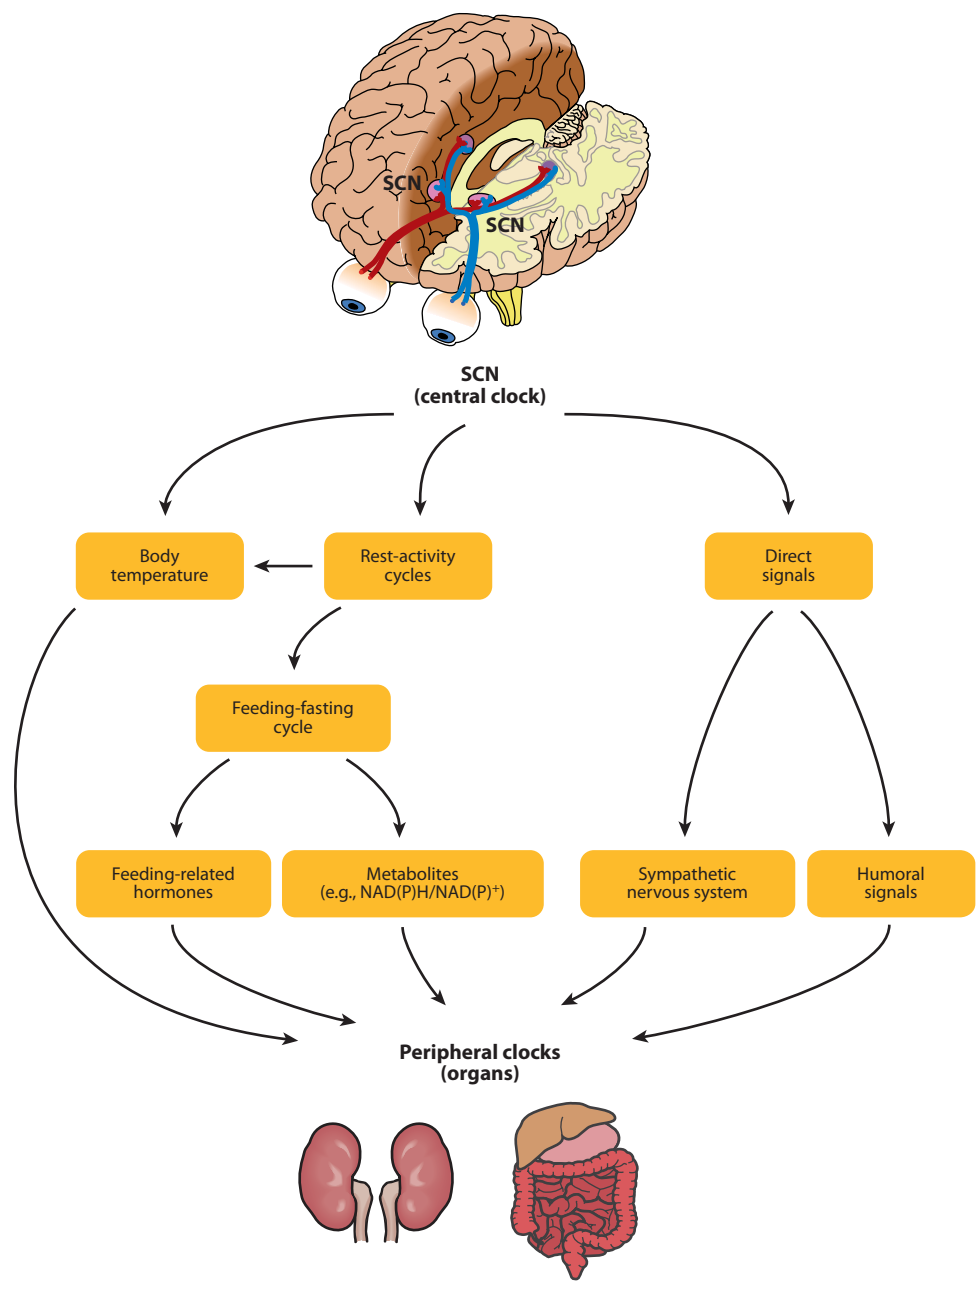 SCN
SCN
SCN
(central clock)
Body
temperature
Rest-activity
cycles
Direct
signals
Feeding-fasting
cycle
Feeding-related
hormones
Metabolites
(e.g., NAD(P)H/NAD(P)⁺)
Sympathetic
nervous system
Humoral
signals
Peripheral clocks
(organs)